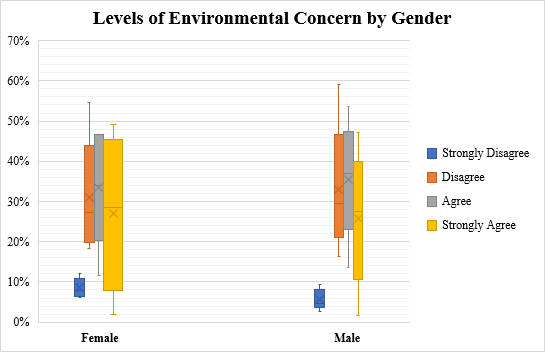 Levels of Environmental Concern by Gender
70%
60%
50%
40%
30%
20%
10%
0%
Female
Male
Strongly Disagree
Disagree
Agree
Strongly Agree